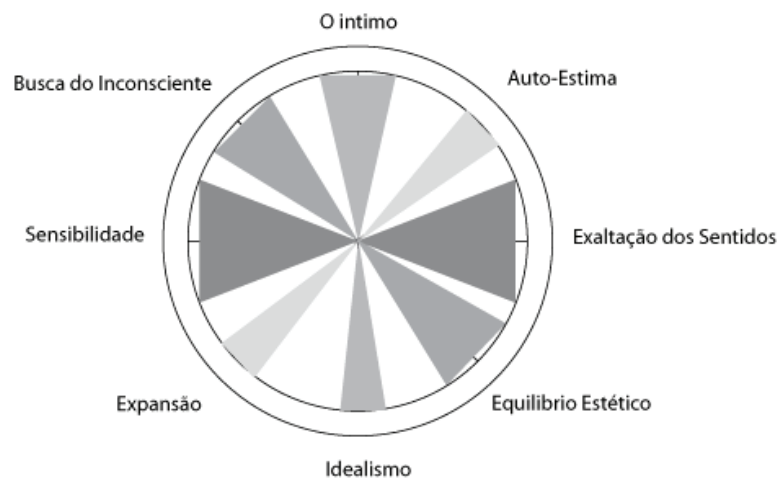 O intimo
Busca do Inconsciente
Auto-Estima
Sensibilidade
Exaltação dos Sentidos
Expansão
Equilibrio Estético
Idealismo